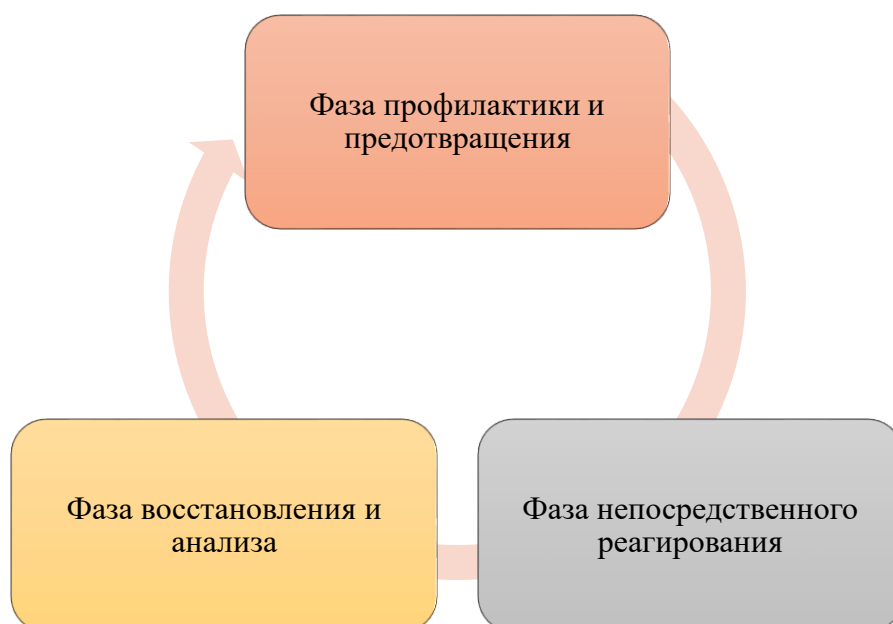 Фаза профилактики и
предотвращения
Фаза восстановления и
анализа
Фаза непосредственного
реагирования